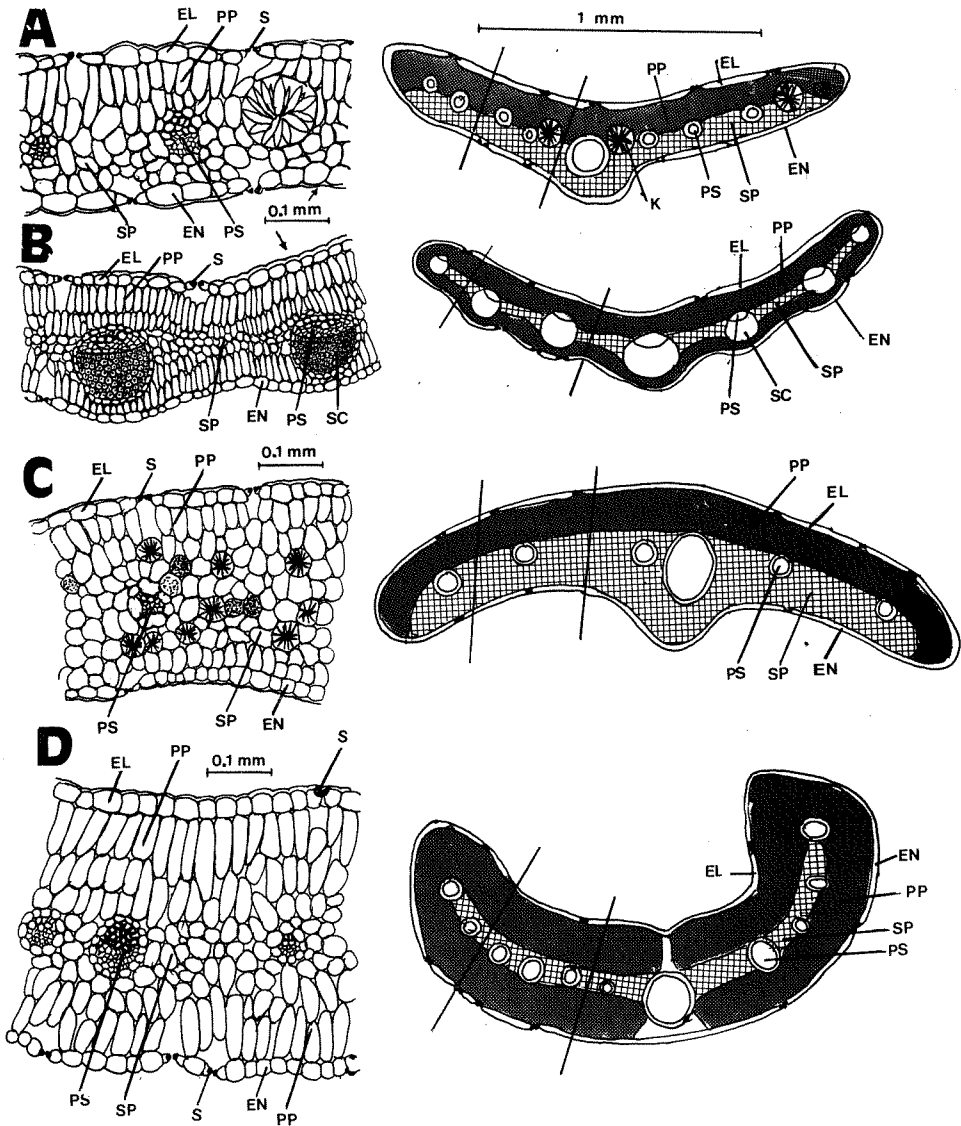 A
EL PP S
1 mm
PP EL
SP EN PS
K PS SP EN
0.1 mm
B
EL PP S
EL PP
SP EN PS SC
PS SC SP EN
C
EL S PP
0.1 mm
PP EL
PS SP EN
PS SP EN
D
EL PP
0.1 mm
S
EL
EN
PP
SP
PS
PS SP S EN PP